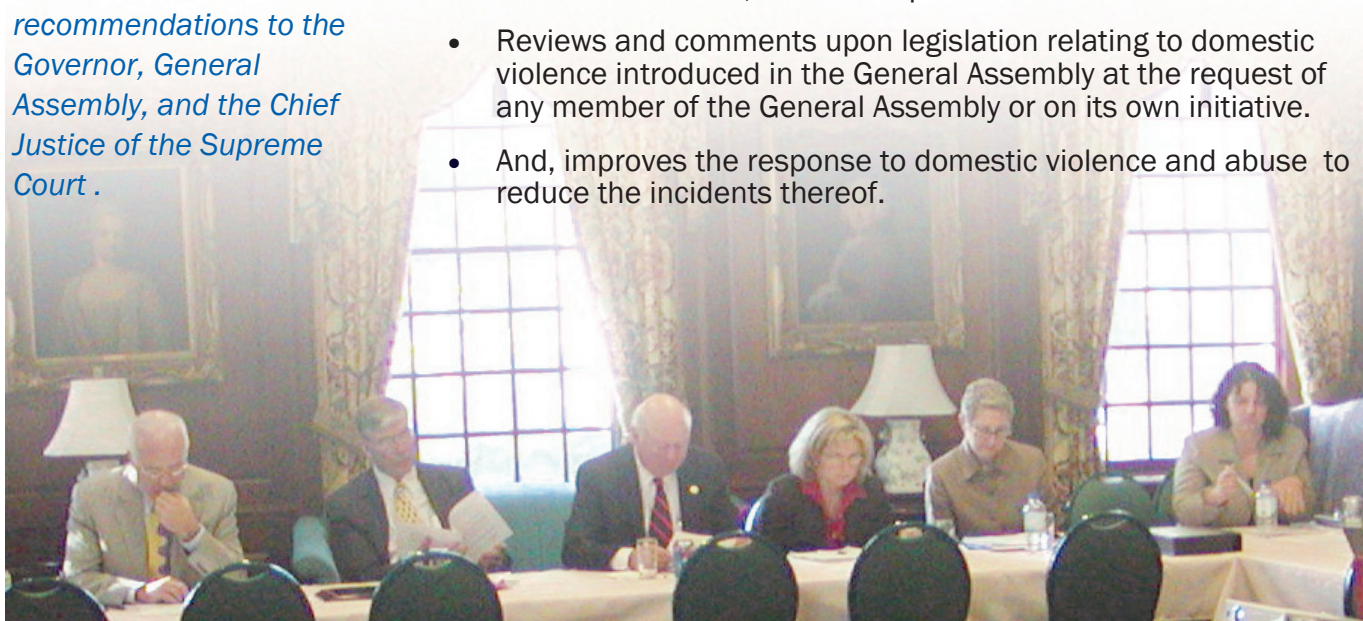 recommendations to the
Governor, General
Assembly, and the Chief
Justice of the Supreme
Court .
• Reviews and comments upon legislation relating to domestic
violence introduced in the General Assembly at the request of
any member of the General Assembly or on its own initiative.
• And, improves the response to domestic violence and abuse to
reduce the incidents thereof.